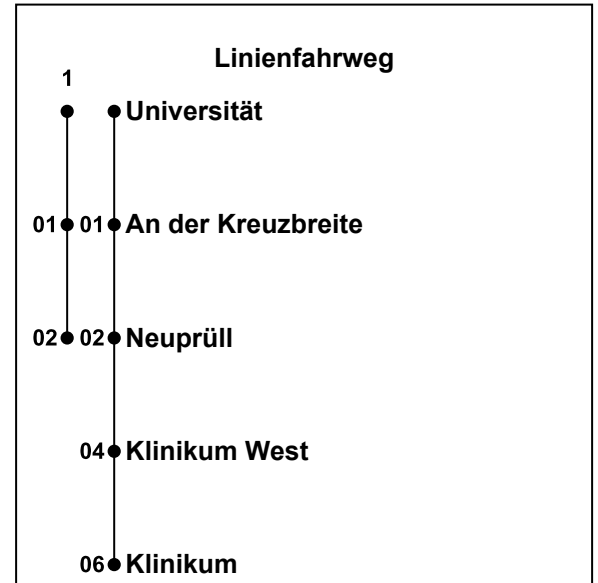 Linienfahrweg
1
Universität
01 01 An der Kreuzbreite
02 02 Neuprüll
04 Klinikum West
06 Klinikum